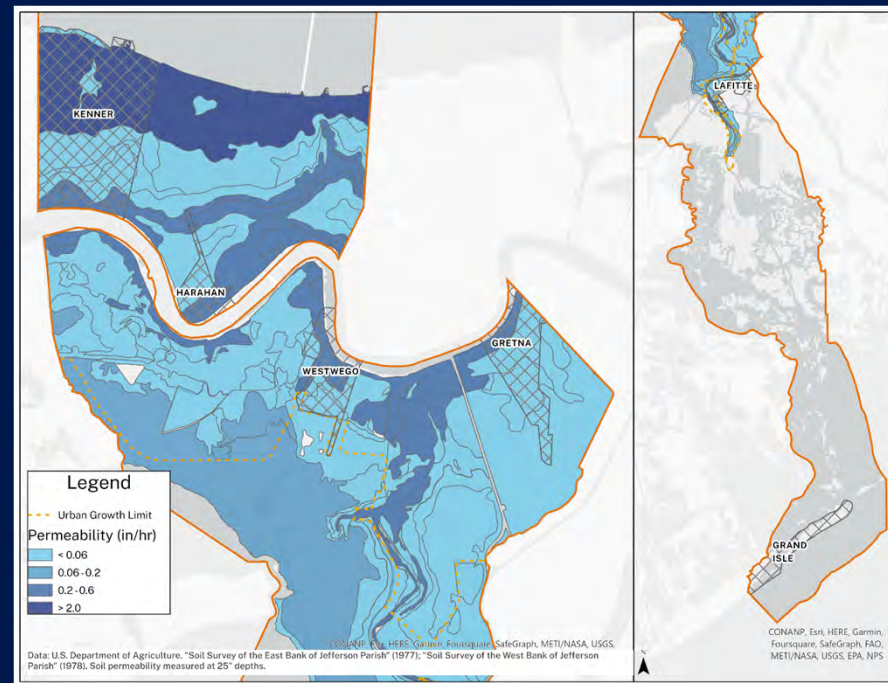 KENNER
HARAHAN
WESTWEGO
GRETNA
Legend
Urban Growth Limit
Permeability (in/hr)
< 0.06
0.06 - 0.2
0.2 - 0.6
> 2.0
CONANP, Esri, HERE, Garmin, Foursquare, SafeGraph, METI/NASA, USGS,
Data: U.S. Department of Agriculture. "Soil Survey of the East Bank of Jefferson Parish" (1977); "Soil Survey of the West Bank of Jefferson
Parish" (1978). Soil permeability measured at 25" depths.
LAFITTE
GRAND
ISLE
CONANP, Esri, HERE, Garmin,
Foursquare, SafeGraph, FAO,
METI/NASA, USGS, EPA, NPS